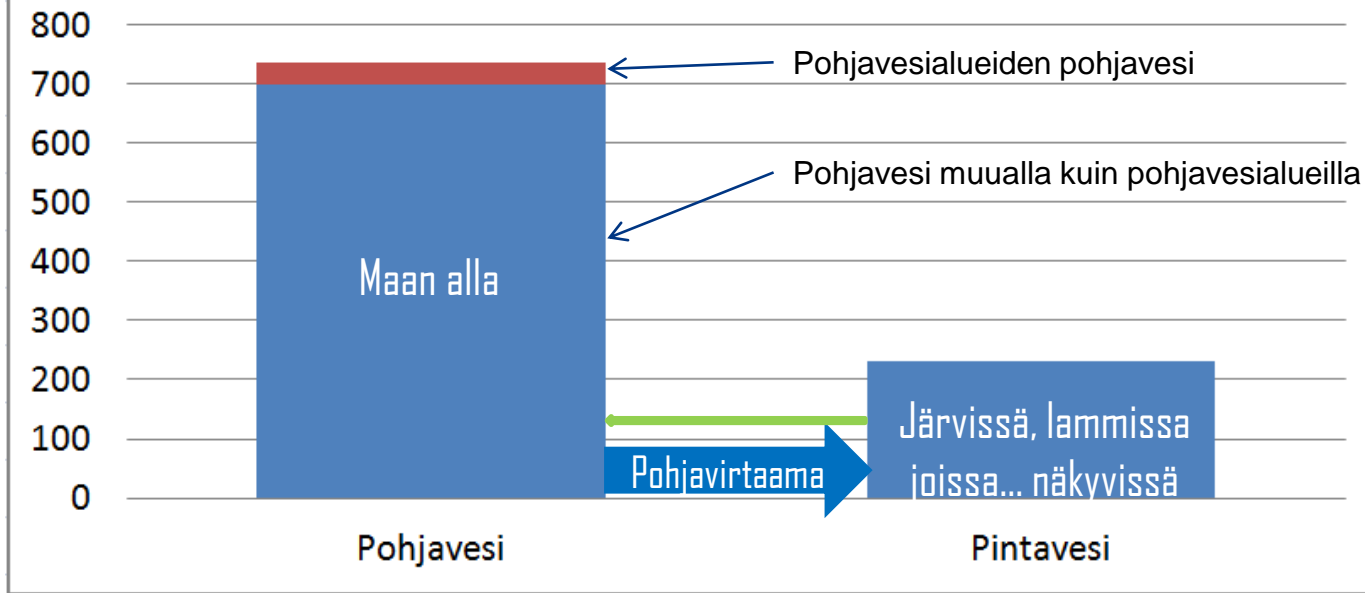 800
700
600
500
400
300
200
100
0
Pohjavesialueiden pohjavesi
Pohjavesi muualla kuin pohjavesialueilla
Maan alla
Pohjavirtaama
Järvissä, lammissa
joissa... näkyvissä
Pohjavesi
Pintavesi